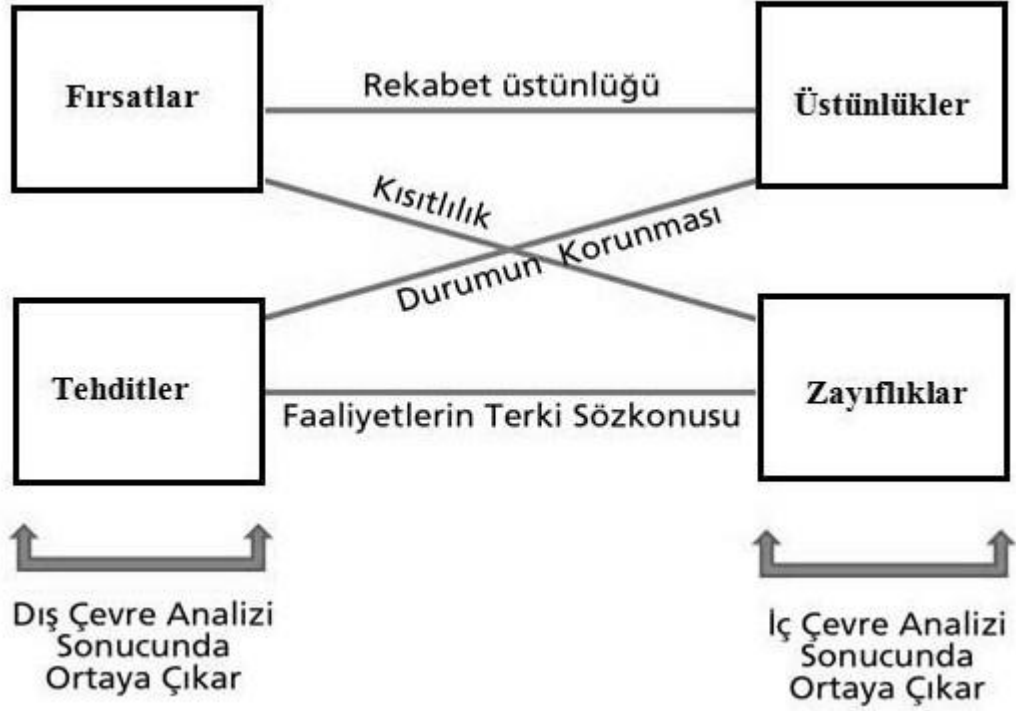 Fırsatlar
Rekabet üstünlüğü
Üstünlükler
Kısıtlılık
Durumun Korunması
Tehditler
Faaliyetlerin Terki Sözkonusu
Zayıflıklar
Dış Çevre Analizi
Sonucunda
Ortaya Çıkar
İç Çevre Analizi
Sonucunda
Ortaya Çıkar